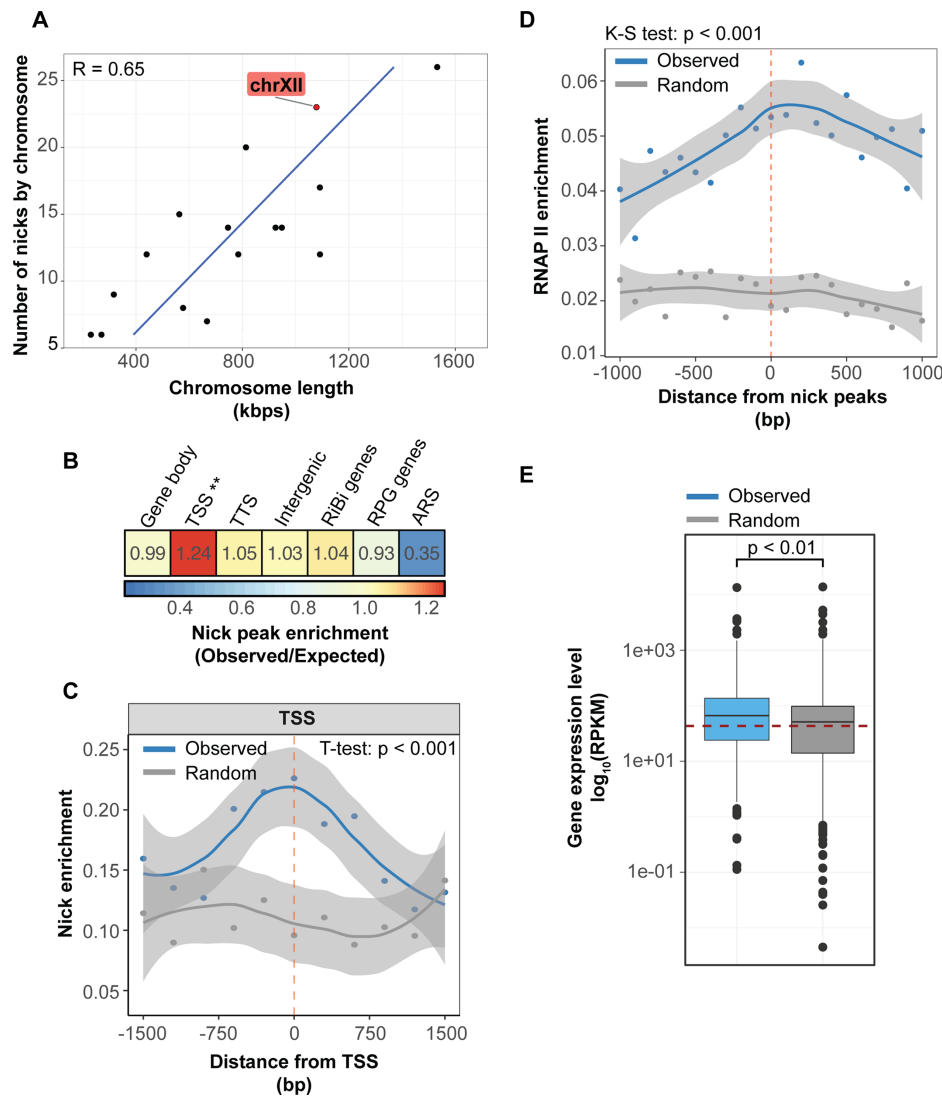 A
R = 0.65
chrXII
Number of nicks by chromosome
25
20
15
10
5
400
800
1200
1600
Chromosome length
(kbps)
B
Gene body
TSS **
TTS
Intergenic
RiBi genes
RPG genes
ARS
0.99
1.24
1.05
1.03
1.04
0.93
0.35
0.4
0.6
0.8
1.0
1.2
Nick peak enrichment
(Observed/Expected)
C
TSS
Observed
Random
T-test: p < 0.001
Nick enrichment
0.25
0.20
0.15
0.10
0.05
-1500
-750
0
750
1500
Distance from TSS
(bp)
D
K-S test: p < 0.001
Observed
Random
RNAP II enrichment
0.06
0.05
0.04
0.03
0.02
0.01
-1000
-500
0
500
1000
Distance from nick peaks
(bp)
E
Observed
Random
p < 0.01
Gene expression level
log10(RPKM)
1e+03
1e+01
1e-01